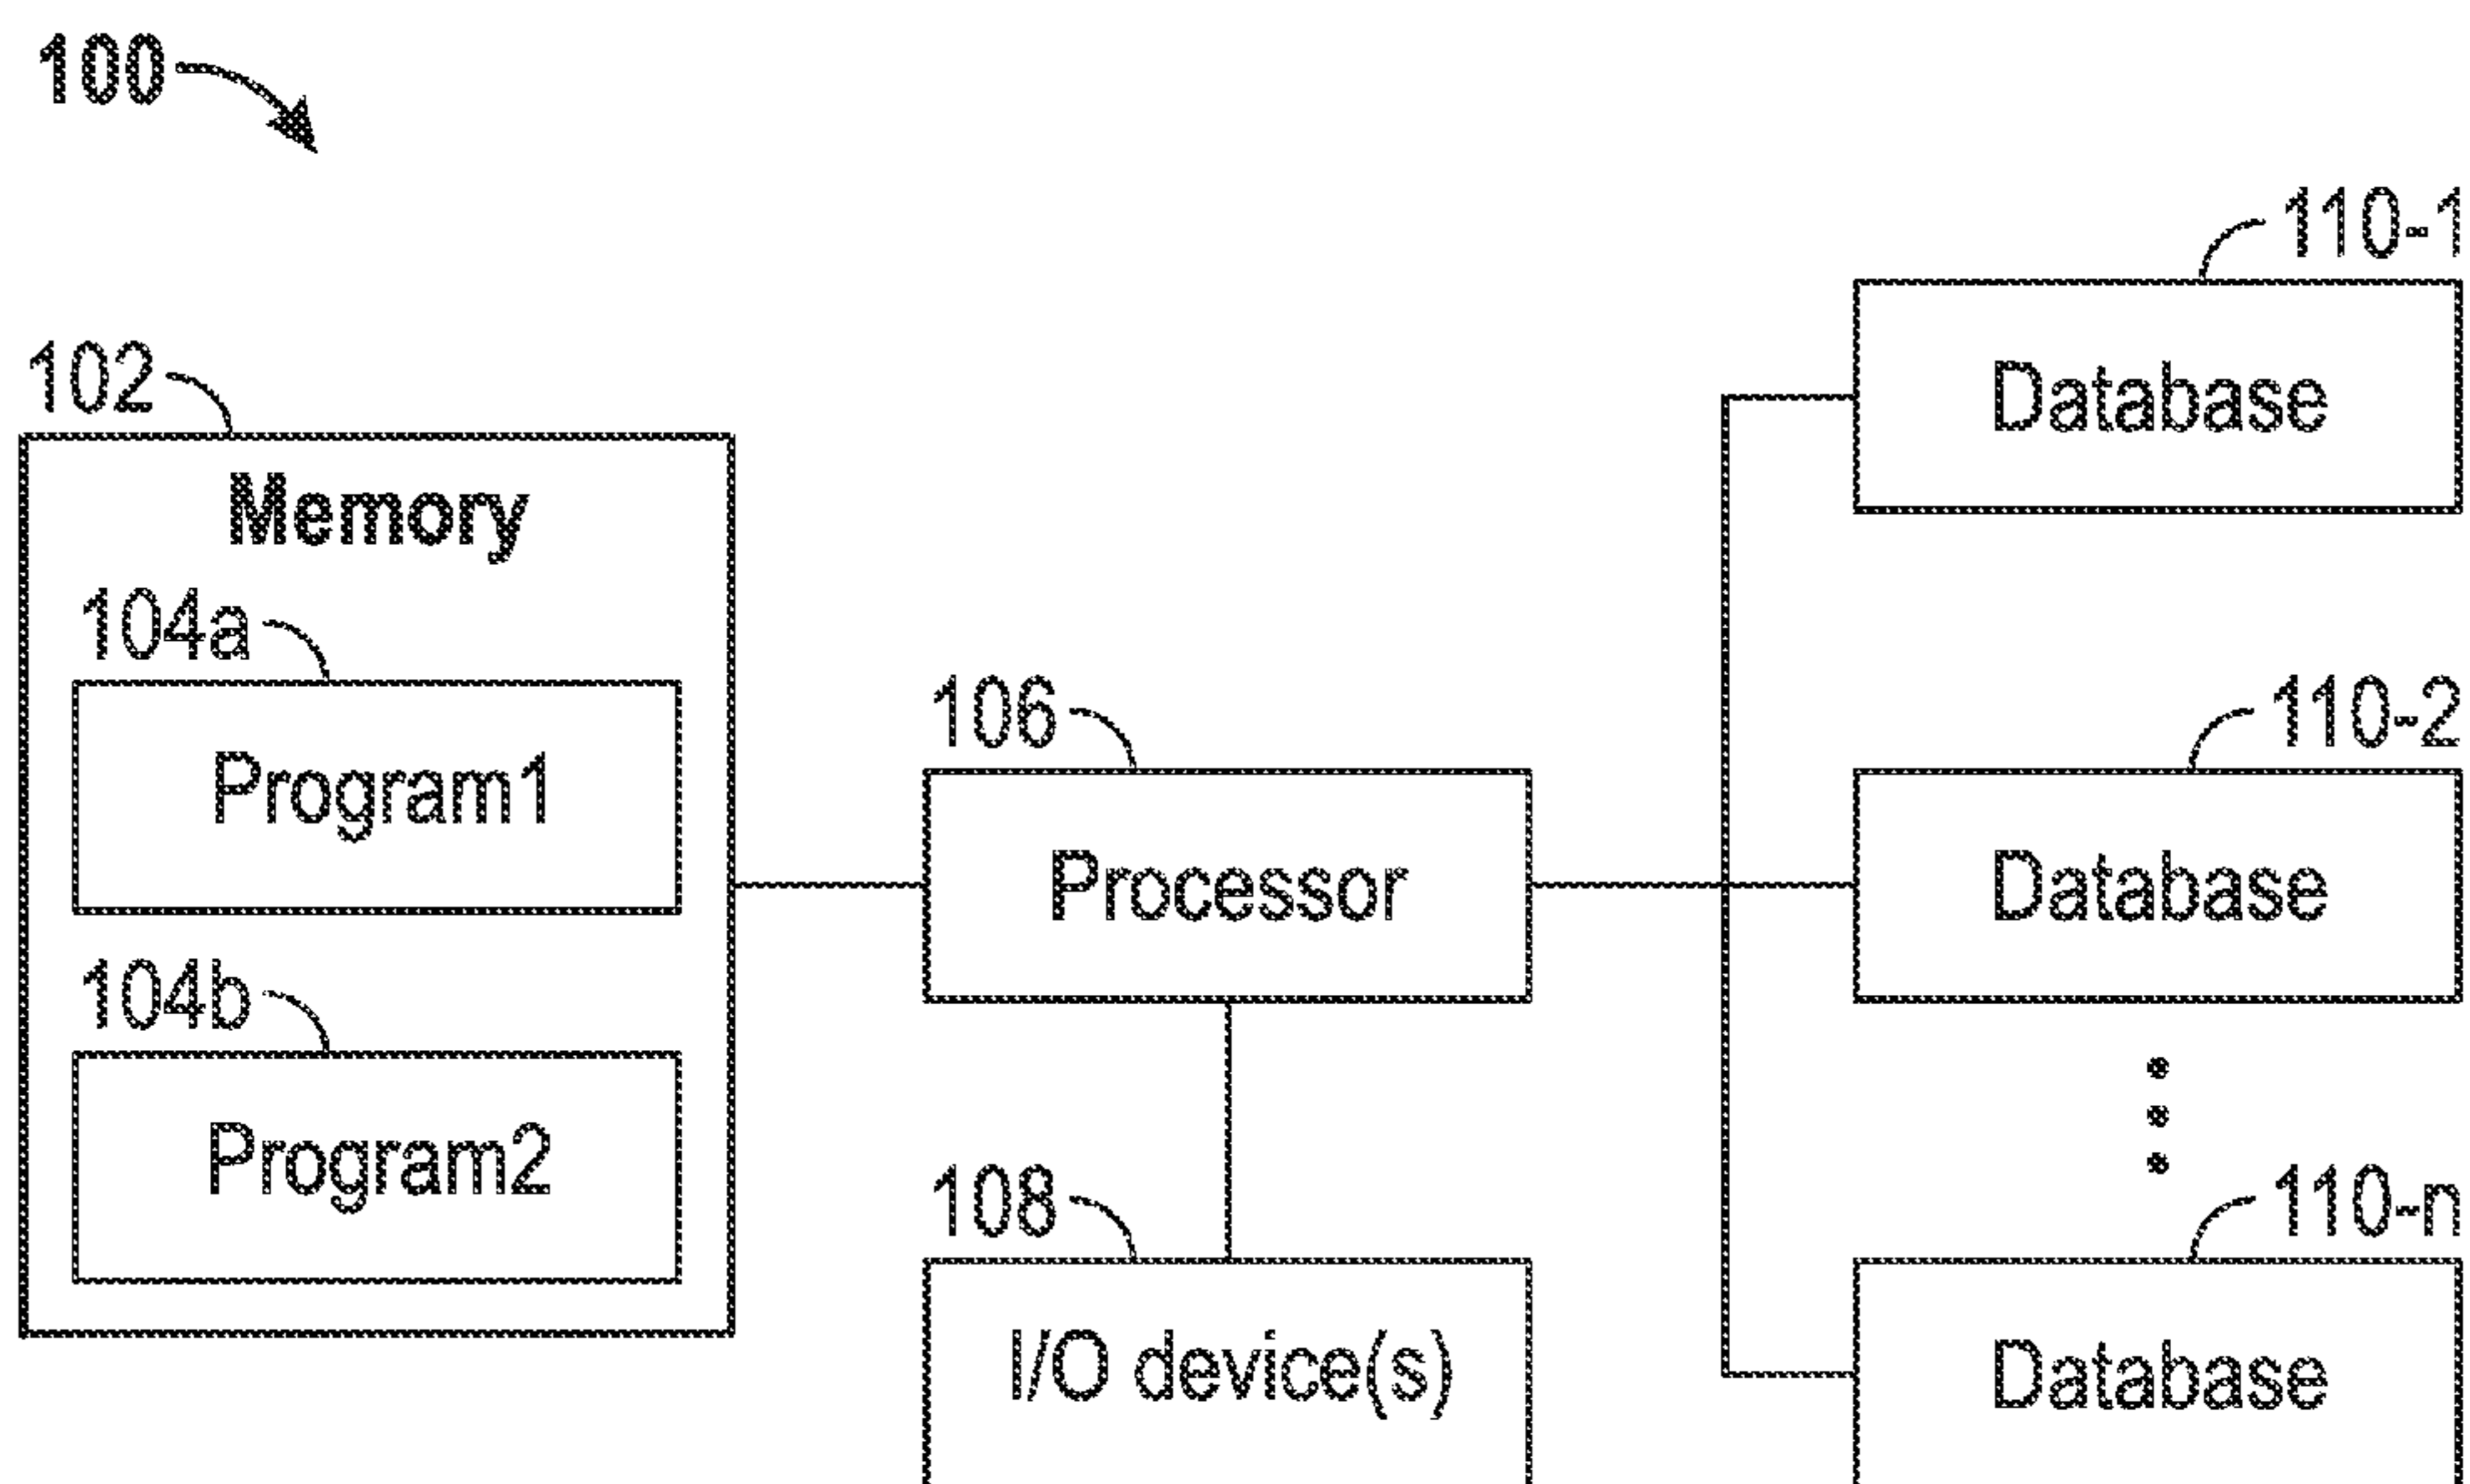 100
110-1
Database
102
Memory
104a
Program1
106
110-2
Processor
Database
104b
Program2
108
110-n
I/O device(s)
Database